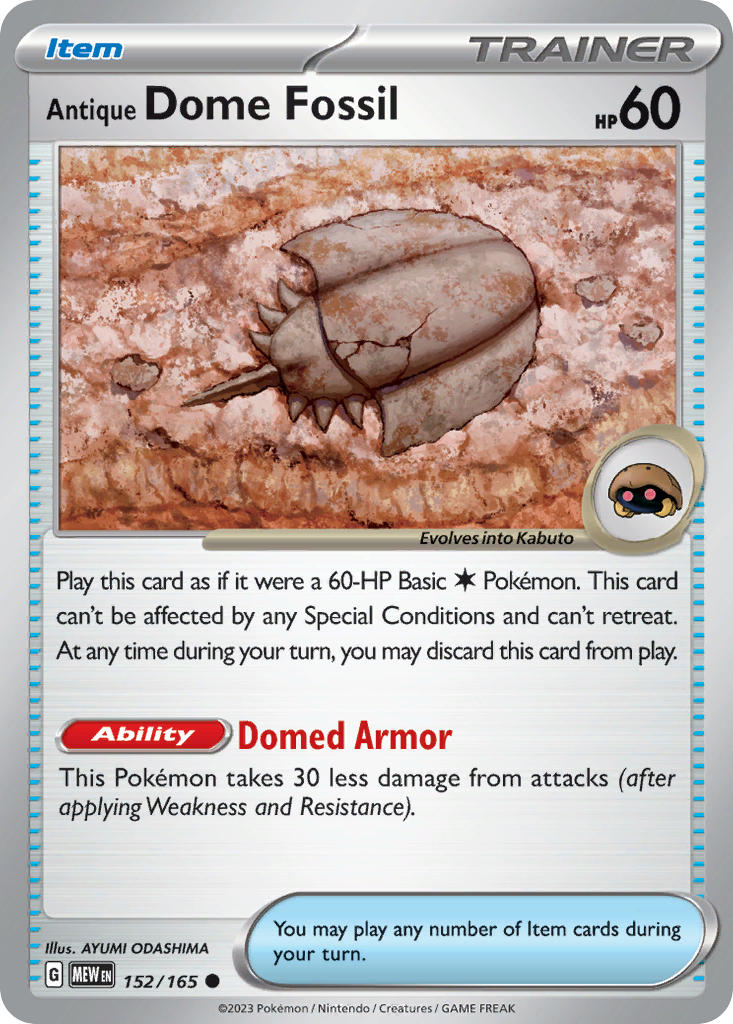 Item
TRAINER
Antique Dome Fossil
HP 60
Evolves into Kabuto
Play this card as if it were a 60-HP Basic Pokémon. This card
can't be affected by any Special Conditions and can't retreat.
At any time during your turn, you may discard this card from play.
Ability Domed Armor
This Pokémon takes 30 less damage from attacks (after
applying Weakness and Resistance).
You may play any number of Item cards during
your turn.
Illus. AYUMI ODASHIMA
G MEW EN 152/165
©2023 Pokémon / Nintendo / Creatures / GAME FREAK